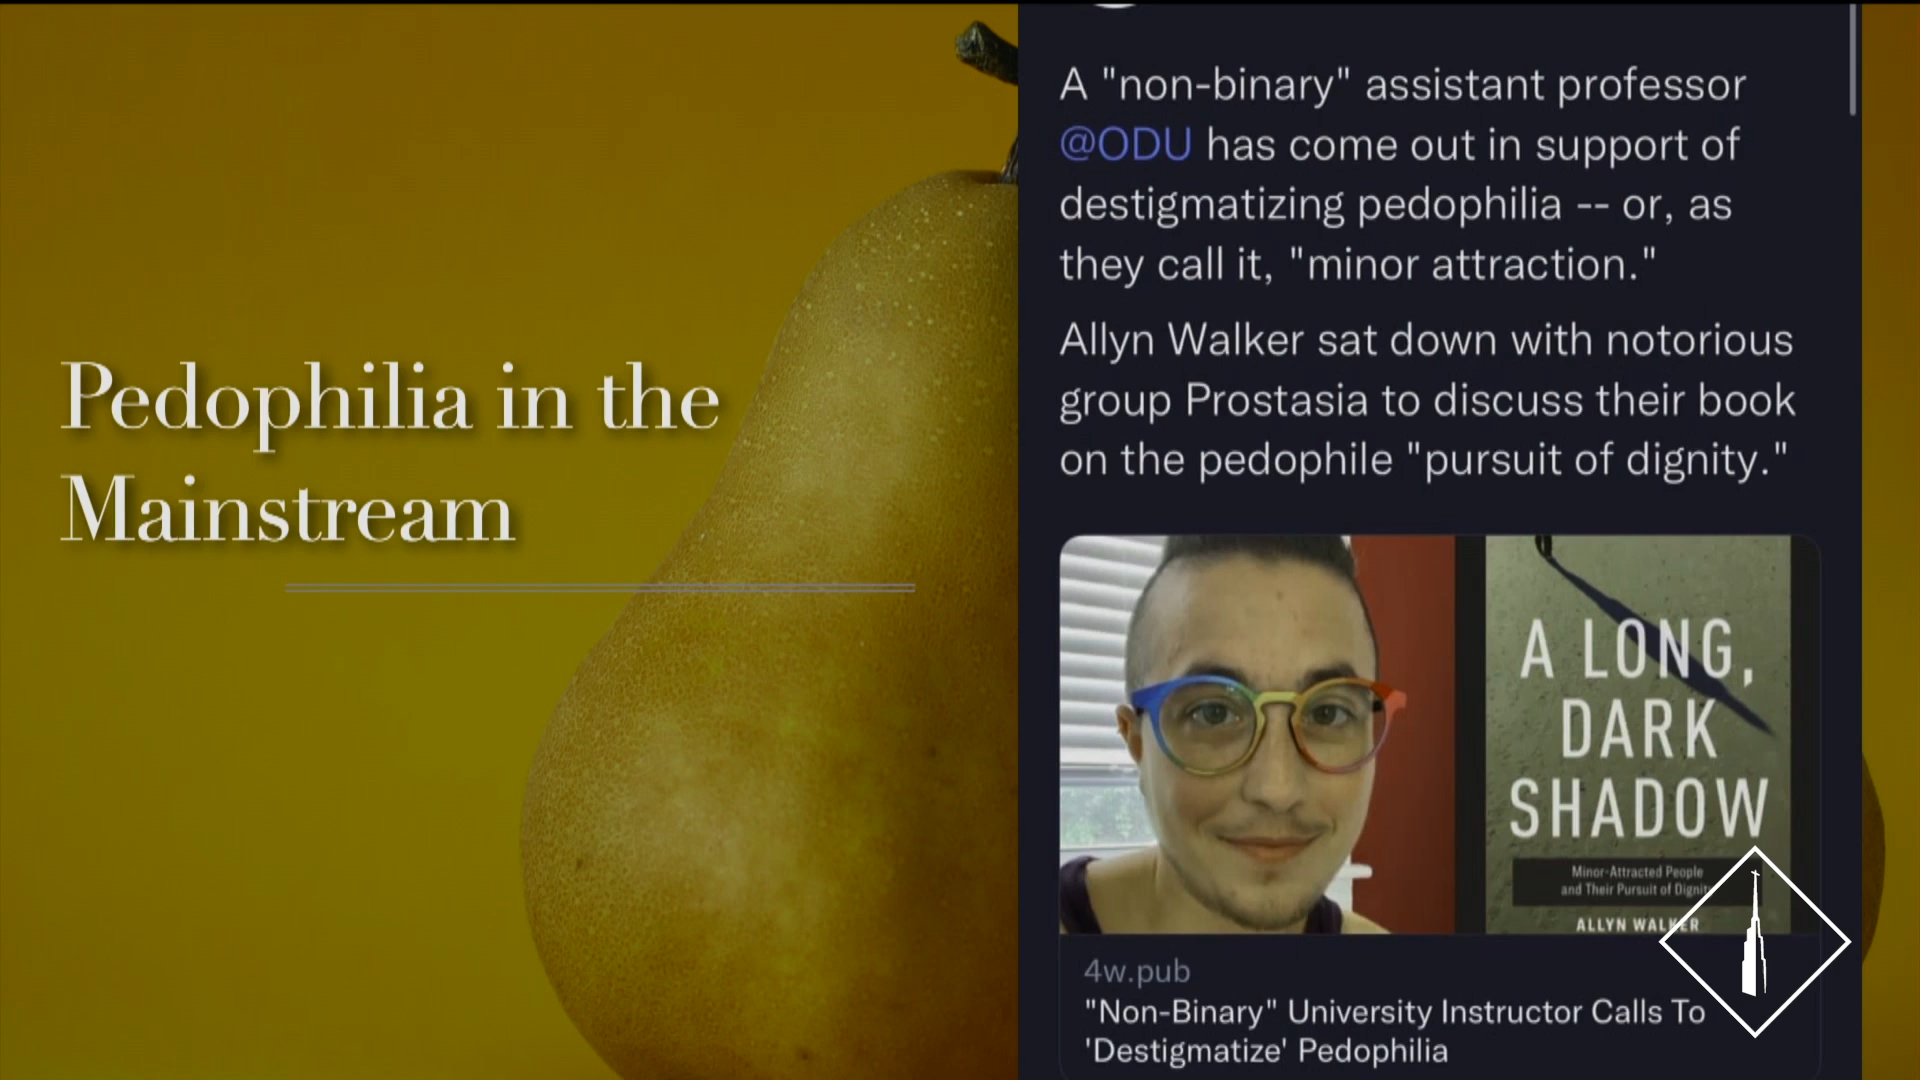 Pedophilia in the
Mainstream
A "non-binary" assistant professor
@ODU has come out in support of
destigmatizing pedophilia -- or, as
they call it, "minor attraction."
Allyn Walker sat down with notorious
group Prostasia to discuss their book
on the pedophile "pursuit of dignity."
A LONG,
DARK
SHADOW
Minor-Attracted People
and Their Pursuit of Dignity
ALLYN WALKER
4w.pub
"Non-Binary" University Instructor Calls To
'Destigmatize' Pedophilia